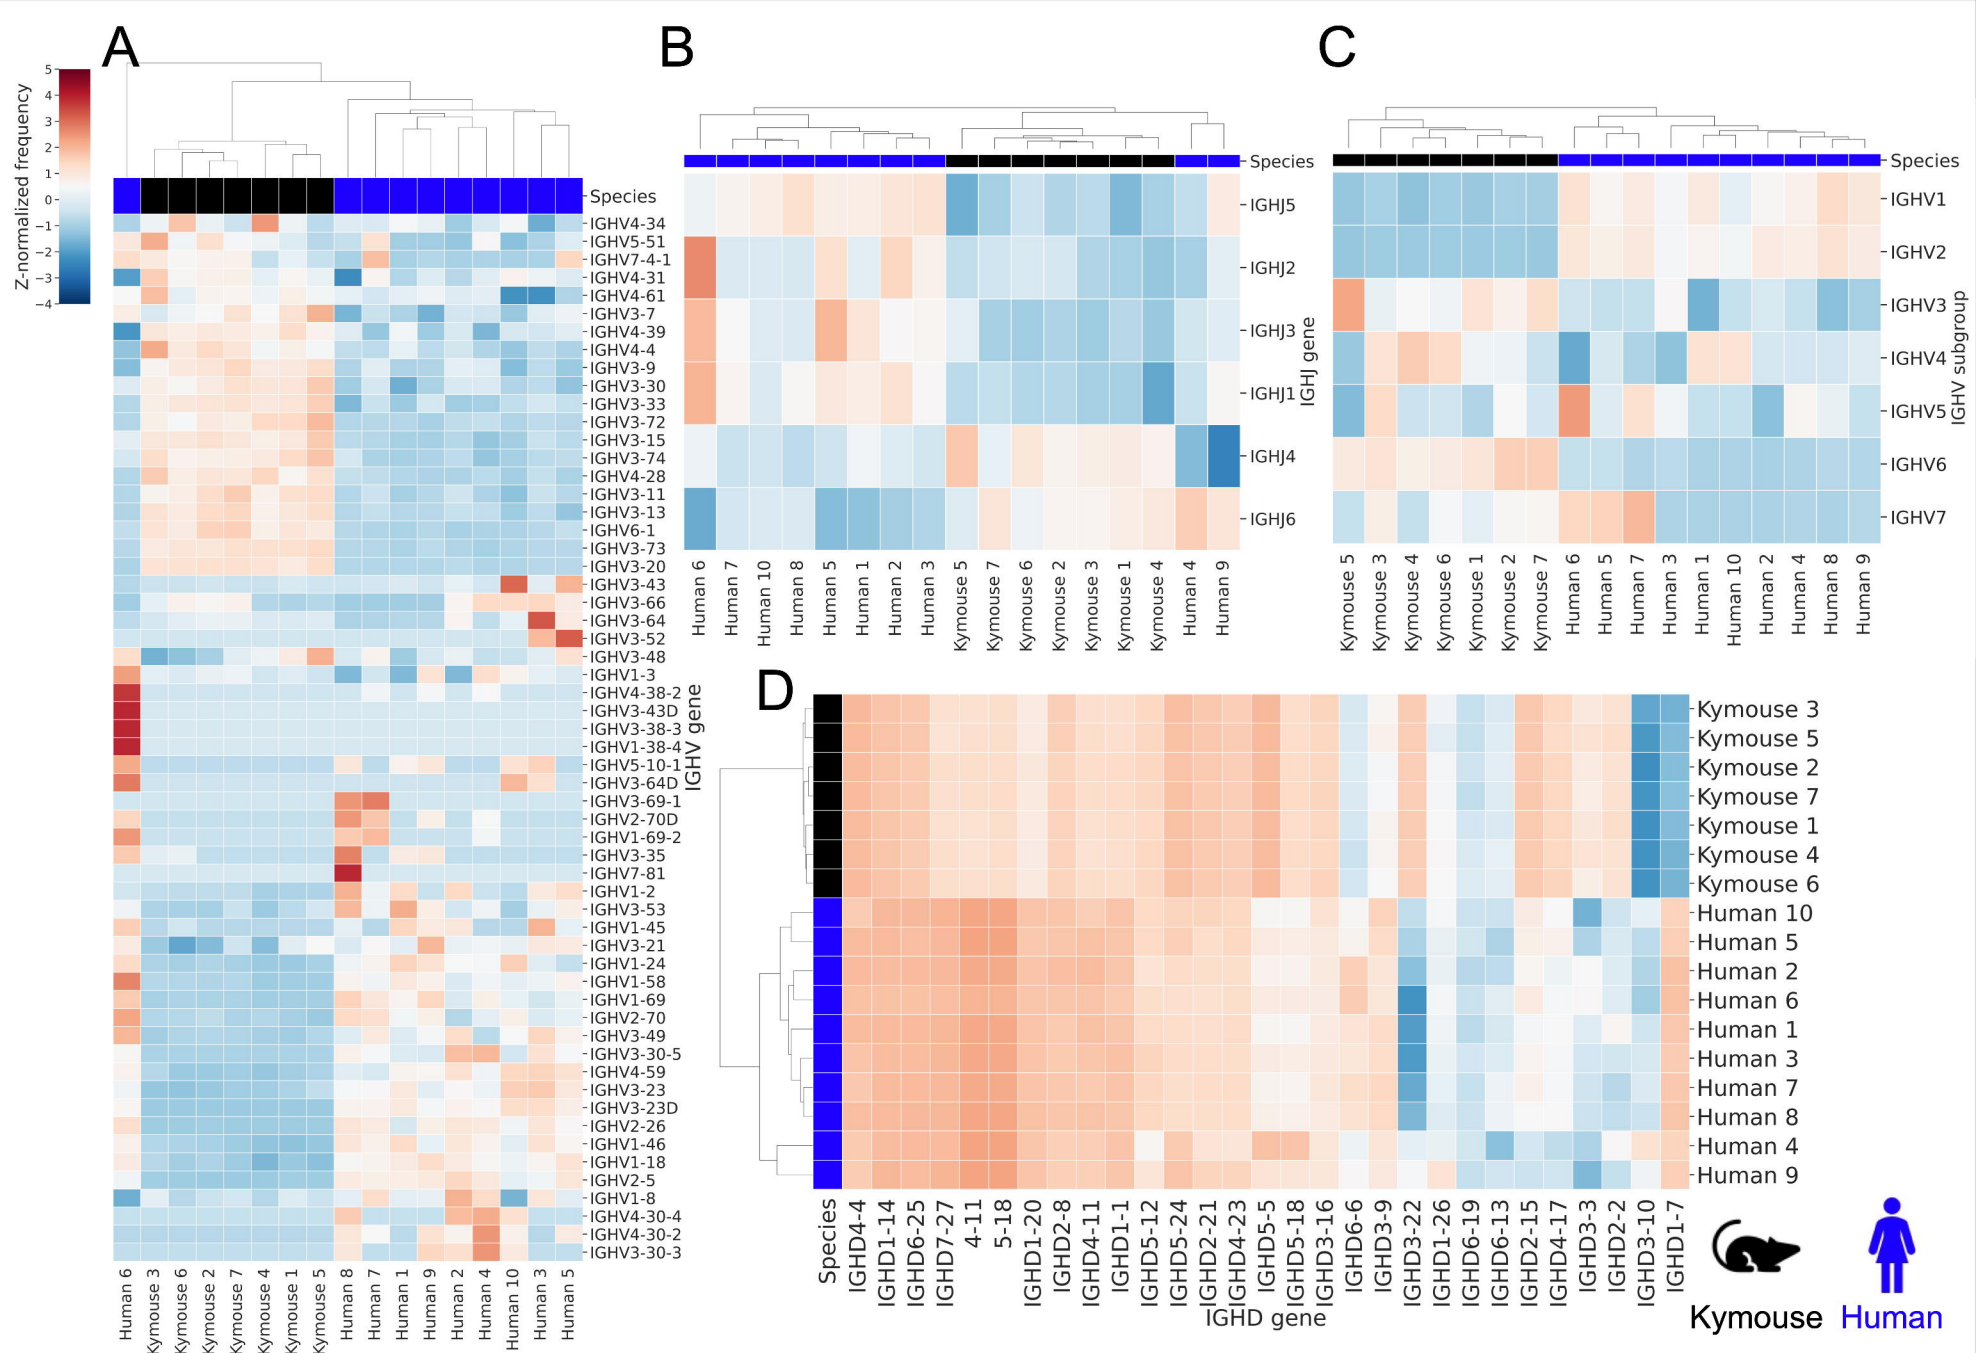 A
B
C
5
4
3
2
1
0
−1
−2
−3
−4
Z-normalized frequency
Species
IGHV4-34
IGHV5-51
IGHV7-4-1
IGHV4-31
IGHV4-61
IGHV3-7
IGHV4-39
IGHV4-4
IGHV3-9
IGHV3-30
IGHV3-33
IGHV3-72
IGHV3-15
IGHV3-74
IGHV4-28
IGHV3-11
IGHV3-13
IGHV6-1
IGHV3-73
IGHV3-20
IGHV3-43
IGHV3-66
IGHV3-64
IGHV3-52
IGHV3-48
IGHV1-3
IGHV4-38-2
IGHV3-43D
IGHV3-38-3
IGHV1-38-4
IGHV5-10-1
IGHV3-64D
IGHV3-69-1
IGHV2-70D
IGHV1-69-2
IGHV3-35
IGHV7-81
IGHV1-2
IGHV3-53
IGHV1-45
IGHV3-21
IGHV1-24
IGHV1-58
IGHV1-69
IGHV2-70
IGHV3-49
IGHV3-30-5
IGHV4-59
IGHV3-23
IGHV3-23D
IGHV2-26
IGHV1-46
IGHV1-18
IGHV2-5
IGHV1-8
IGHV4-30-4
IGHV4-30-2
IGHV3-30-3
IGHV gene
Human 6
Kymouse 3
Kymouse 6
Kymouse 2
Kymouse 7
Kymouse 4
Kymouse 1
Kymouse 5
Human 8
Human 7
Human 1
Human 9
Human 2
Human 4
Human 10
Human 3
Human 5
Species
IGHJ5
IGHJ2
IGHJ3
IGHJ1
IGHJ4
IGHJ6
IGHJ gene
Human 6
Human 7
Human 10
Human 8
Human 5
Human 1
Human 2
Human 3
Kymouse 5
Kymouse 7
Kymouse 6
Kymouse 2
Kymouse 3
Kymouse 1
Kymouse 4
Human 4
Human 9
Species
IGHV1
IGHV2
IGHV3
IGHV4
IGHV5
IGHV6
IGHV7
IGHV subgroup
Kymouse 5
Kymouse 3
Kymouse 4
Kymouse 6
Kymouse 1
Kymouse 2
Kymouse 7
Human 6
Human 5
Human 7
Human 3
Human 1
Human 10
Human 2
Human 4
Human 8
Human 9
D
Kymouse 3
Kymouse 5
Kymouse 2
Kymouse 7
Kymouse 1
Kymouse 4
Kymouse 6
Human 10
Human 5
Human 2
Human 6
Human 1
Human 3
Human 7
Human 8
Human 4
Human 9
Species
IGHD4-4
IGHD1-14
IGHD6-25
IGHD7-27
4-11
5-18
IGHD1-20
IGHD2-8
IGHD4-11
IGHD1-1
IGHD5-12
IGHD5-24
IGHD2-21
IGHD4-23
IGHD5-5
IGHD5-18
IGHD3-16
IGHD6-6
IGHD3-9
IGHD3-22
IGHD1-26
IGHD6-19
IGHD6-13
IGHD2-15
IGHD4-17
IGHD3-3
IGHD2-2
IGHD3-10
IGHD1-7
IGHD gene
Kymouse
Human